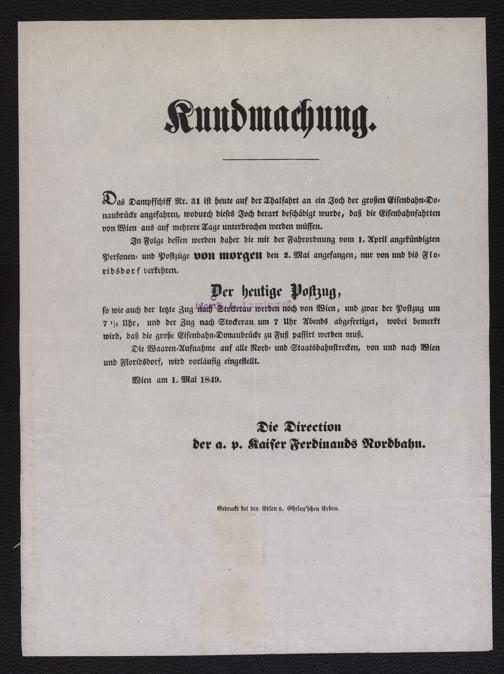 Kundmachung.
Das Dampfschiff Nr. 31 ist heute auf der Thalfahrt an ein Joch der großen Eisenbahn-Do-
naubrücke angefahren, wodurch dieses Joch derart beschädigt wurde, daß die Eisenbahnfahrten
von Wien aus auf mehrere Tage unterbrochen werden müssen.
In Folge dessen werden daher die mit der Fahrordnung vom 1. April angekündigten
Personen- und Postzüge von morgen den 2. Mai angefangen, nur von und bis Flo-
ridsdorf verkehren.
Der heutige Postzug,
so wie auch der letzte Zug nach Stockerau werden noch von Wien, und zwar der Postzug um
7 1/2 Uhr, und der Zug nach Stockerau um 7 Uhr Abends abgefertiget, wobei bemerkt
wird, daß die große Eisenbahn-Donaubrücke zu Fuß passirt werden muß.
Die Waaren-Aufnahme auf alle Nord- und Staatsbahnstrecken, von und nach Wien
und Floridsdorf, wird vorläufig eingestellt.
Wien am 1. Mai 1849.
Die Direction
der a. p. Kaiser Ferdinands Nordbahn.
Gedruckt bei den Edlen v. Ghelen'schen Erben.